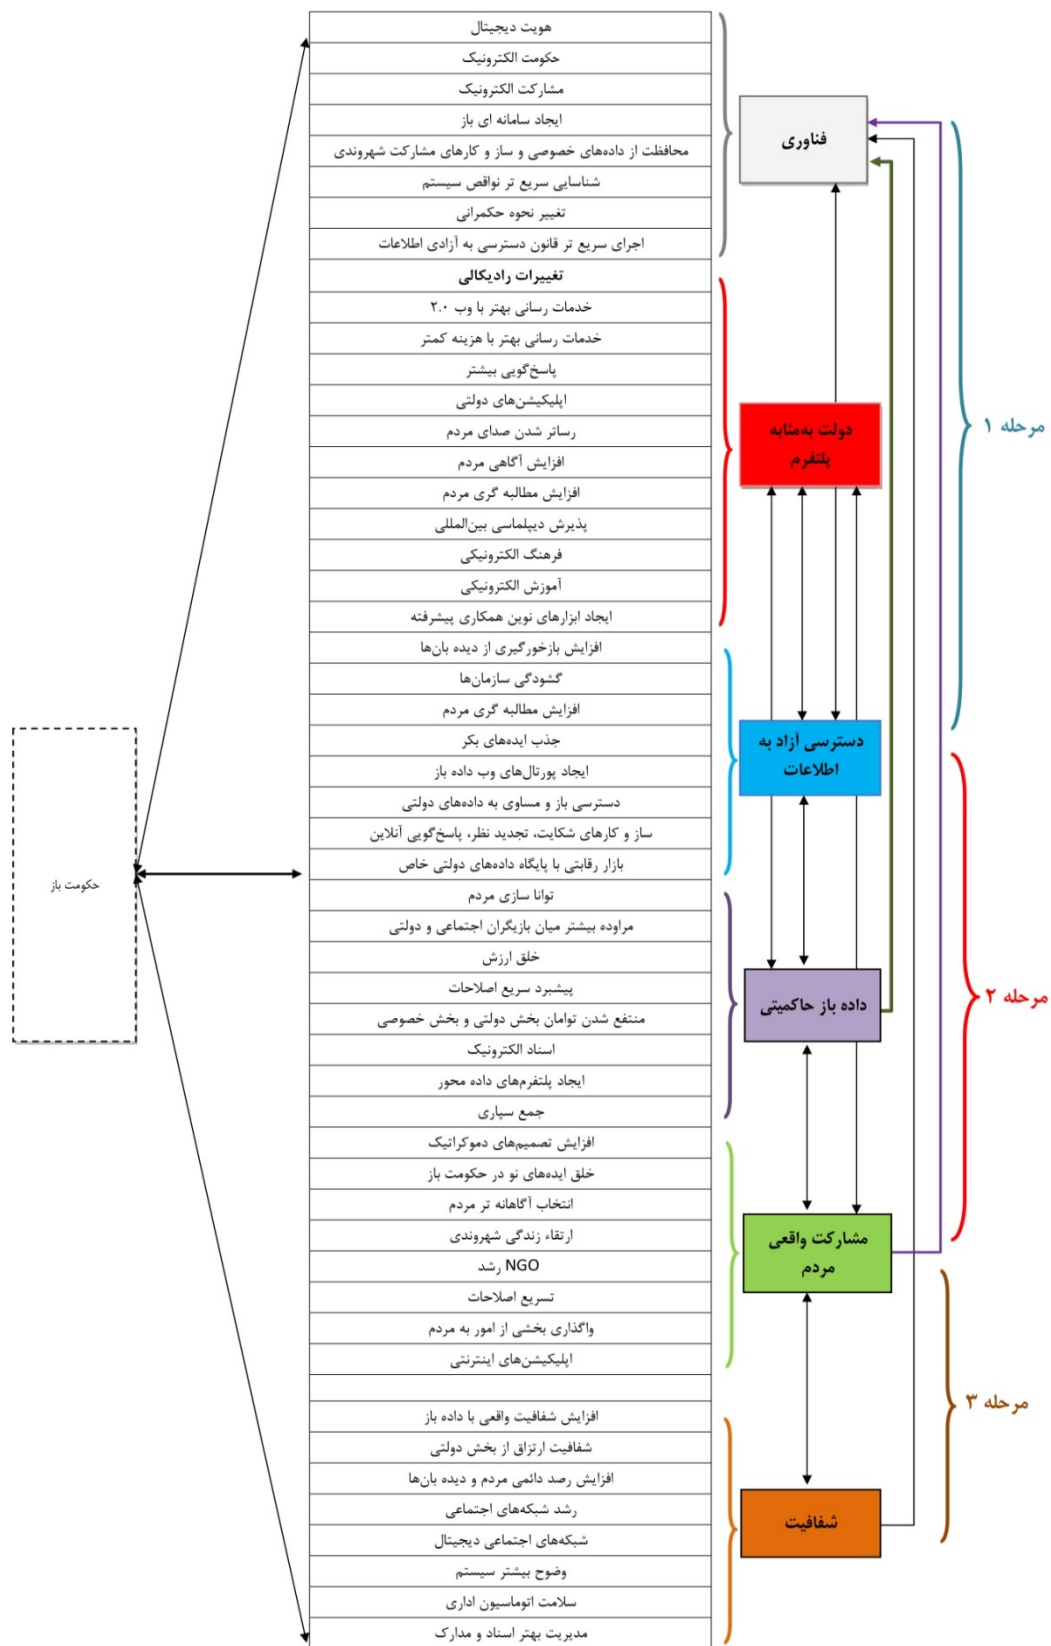 هویت دیجیتال
حکومت الکترونیک
مشارکت الکترونیک
ایجاد سامانه ای باز
محافظت از داده‌های خصوصی و ساز و کارهای مشارکت شهروندی
شناسایی سریع تر نواقص سیستم
تغییر نحوه حکمرانی
اجرای سریع تر قانون دسترسی به آزادی اطلاعات
فناوری
مرحله ۱
تغییرات رادیکالی
خدمات رسانی بهتر با وب ۲.۰
خدمات رسانی بهتر با هزینه کمتر
پاسخ‌گویی بیشتر
اپلیکیشن‌های دولتی
رساتر شدن صدای مردم
افزایش آگاهی مردم
افزایش مطالبه گری مردم
پذیرش دیپلماسی بین‌المللی
فرهنگ الکترونیکی
آموزش الکترونیکی
ایجاد ابزارهای نوین همکاری پیشرفته
دولت به‌مثابه
پلتفرم
افزایش بازخورگیری از دیده بان‌ها
گشودگی سازمان‌ها
افزایش مطالبه گری مردم
جذب ایده‌های بکر
ایجاد پورتال‌های وب داده باز
دسترسی باز و مساوی به داده‌های دولتی
ساز و کارهای شکایت، تجدید نظر، پاسخ‌گویی آنلاین
بازار رقابتی با پایگاه داده‌های دولتی خاص
دسترسی آزاد به
اطلاعات
مرحله ۲
حکومت باز
توانا سازی مردم
مراوده بیشتر میان بازیگران اجتماعی و دولتی
خلق ارزش
پیشبرد سریع اصلاحات
منتفع شدن توامان بخش دولتی و بخش خصوصی
اسناد الکترونیک
ایجاد پلتفرم‌های داده محور
جمع سپاری
داده باز حاکمیتی
افزایش تصمیم‌های دموکراتیک
خلق ایده‌های نو در حکومت باز
انتخاب آگاهانه تر مردم
ارتقاء زندگی شهروندی
رشد NGO
تسریع اصلاحات
واگذاری بخشی از امور به مردم
اپلیکیشن‌های اینترنتی
مشارکت واقعی
مردم
مرحله ۳
افزایش شفافیت واقعی با داده باز
شفافیت ارتزاق از بخش دولتی
افزایش رصد دائمی مردم و دیده بان‌ها
رشد شبکه‌های اجتماعی
شبکه‌های اجتماعی دیجیتال
وضوح بیشتر سیستم
سلامت اتوماسیون اداری
مدیریت بهتر اسناد و مدارک
شفافیت